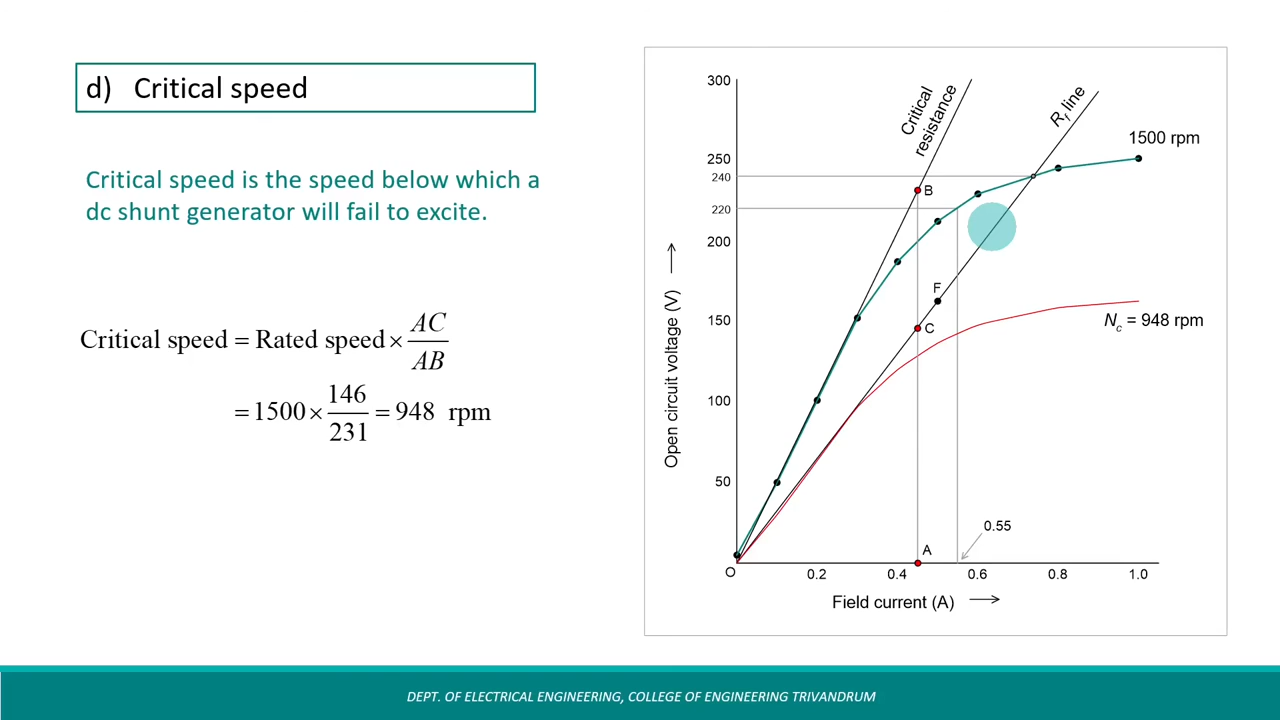 d) Critical speed
Critical speed is the speed below which a
dc shunt generator will fail to excite.
Critical speed = Rated speed × AC/AB
= 1500 × 146/231 = 948 rpm
300
250
240
220
200
150
100
50
O
0.2
0.4
0.6
0.8
1.0
Open circuit voltage (V)
Field current (A)
Critical
resistance
Rf line
1500 rpm
B
F
C
Nc = 948 rpm
0.55
A
DEPT. OF ELECTRICAL ENGINEERING, COLLEGE OF ENGINEERING TRIVANDRUM